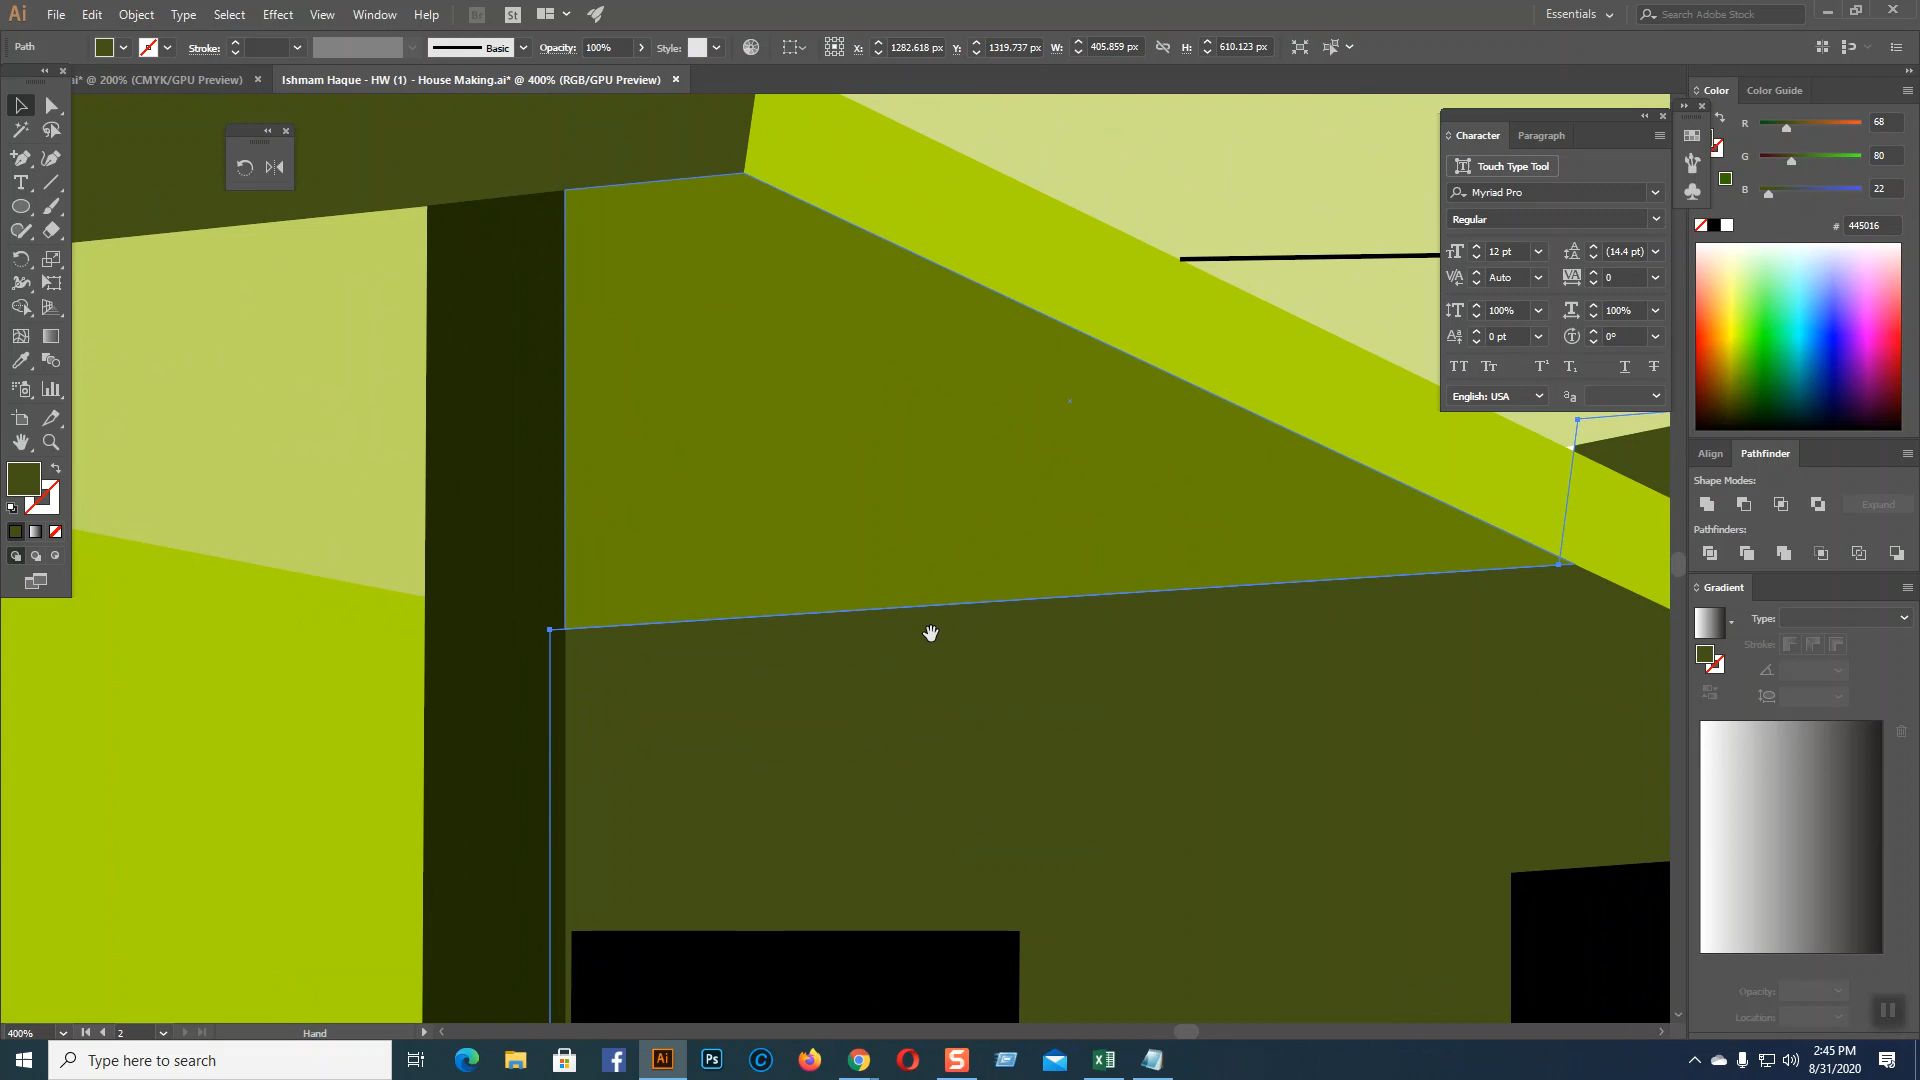 Ai File Edit Object Type Select Effect View Window Help Br St Essentials Search Adobe Stock
Path Stroke: Basic Opacity: 100% Style: X: 1282.618 px Y: 1319.737 px W: 405.859 px H: 610.123 px
ai* @ 200% (CMYK/GPU Preview) × Ishmam Haque - HW (1) - House Making.ai* @ 400% (RGB/GPU Preview) ×
Color Color Guide
R 68
G 80
B 22
# 445016
Character Paragraph
Touch Type Tool
Myriad Pro
Regular
12 pt (14.4 pt)
Auto 0
100% 100%
0 pt 0°
English: USA
Align Pathfinder
Shape Modes:
Expand
Pathfinders:
Gradient
Type:
Stroke:
Opacity:
Location:
400% 2 Hand
Type here to search
Ai Ps
2:45 PM
8/31/2020